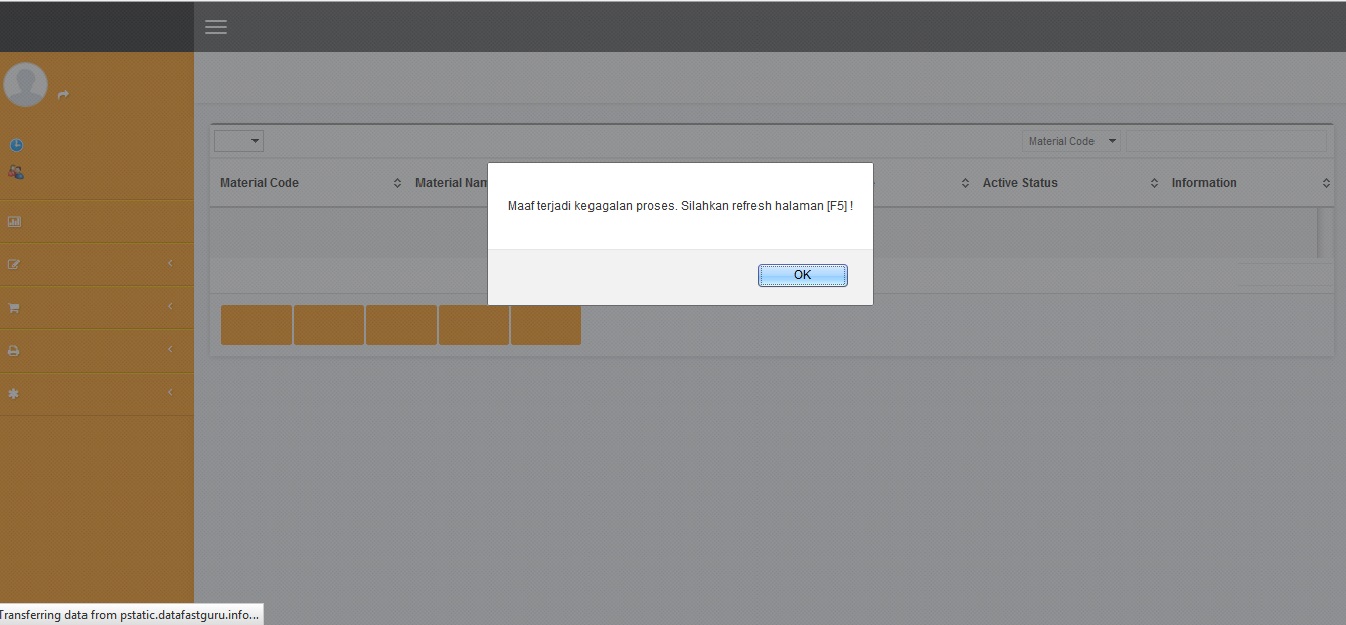 Material Code
Material Code
Material Nam
Active Status
Information
Maaf terjadi kegagalan proses. Silahkan refresh halaman [F5] !
OK
Transferring data from pstatic.datafastguru.info...